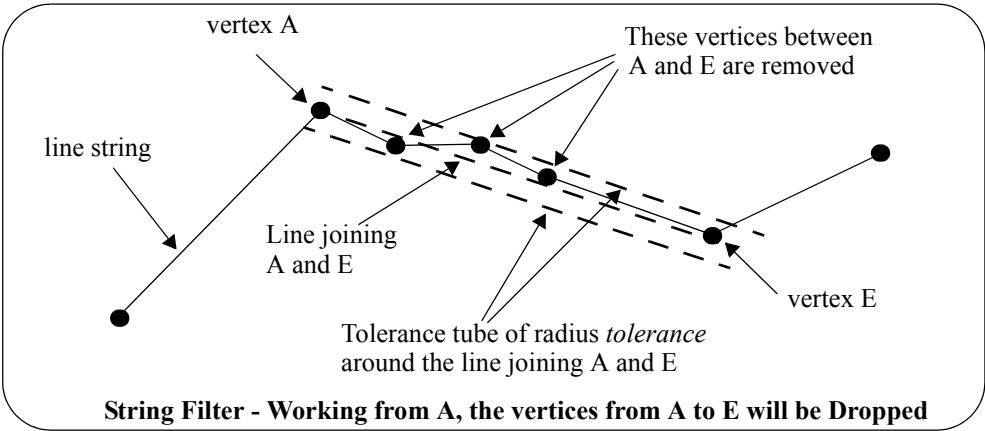 vertex A
These vertices between
A and E are removed
line string
Line joining
A and E
vertex E
Tolerance tube of radius tolerance
around the line joining A and E
String Filter - Working from A, the vertices from A to E will be Dropped